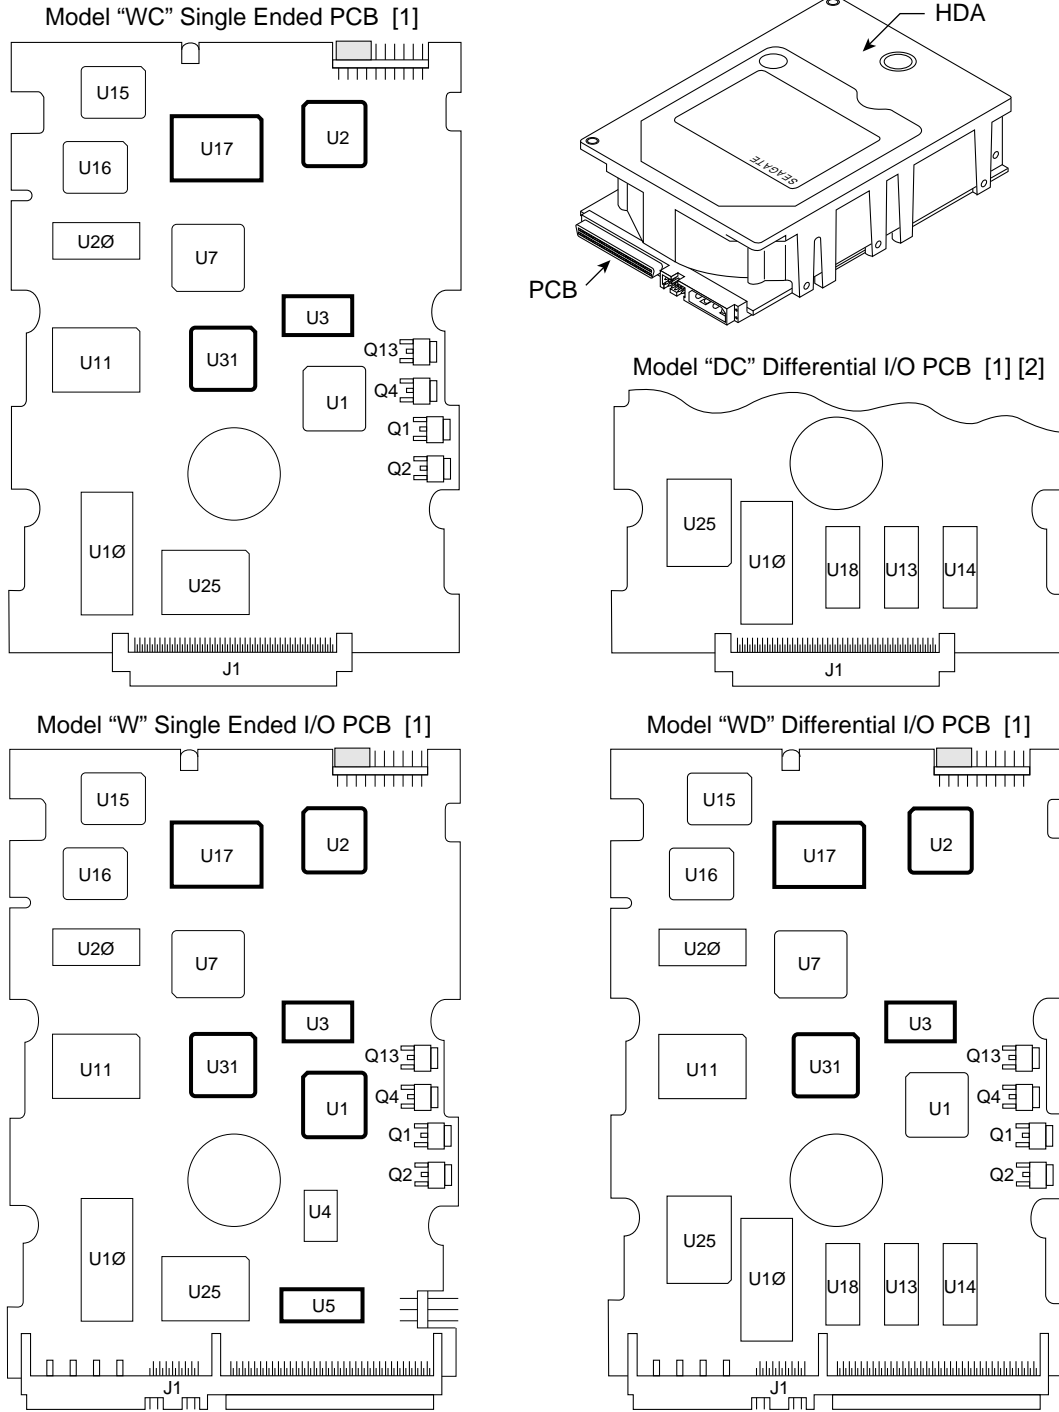 Model “WC” Single Ended PCB [1]
U15
U17
U2
U16
U2Ø
U7
U3
U11
U31
Q13
Q4
U1
Q1
Q2
U1Ø
U25
J1
HDA
SEAGATE
PCB
Model “DC” Differential I/O PCB [1] [2]
U25
U1Ø
U18
U13
U14
J1
Model “W” Single Ended I/O PCB [1]
U15
U17
U2
U16
U2Ø
U7
U3
U11
U31
Q13
Q4
U1
Q1
Q2
U4
U1Ø
U25
U5
J1
Model “WD” Differential I/O PCB [1]
U15
U17
U2
U16
U2Ø
U7
U3
U11
U31
Q13
Q4
U1
Q1
Q2
U25
U1Ø
U18
U13
U14
J1